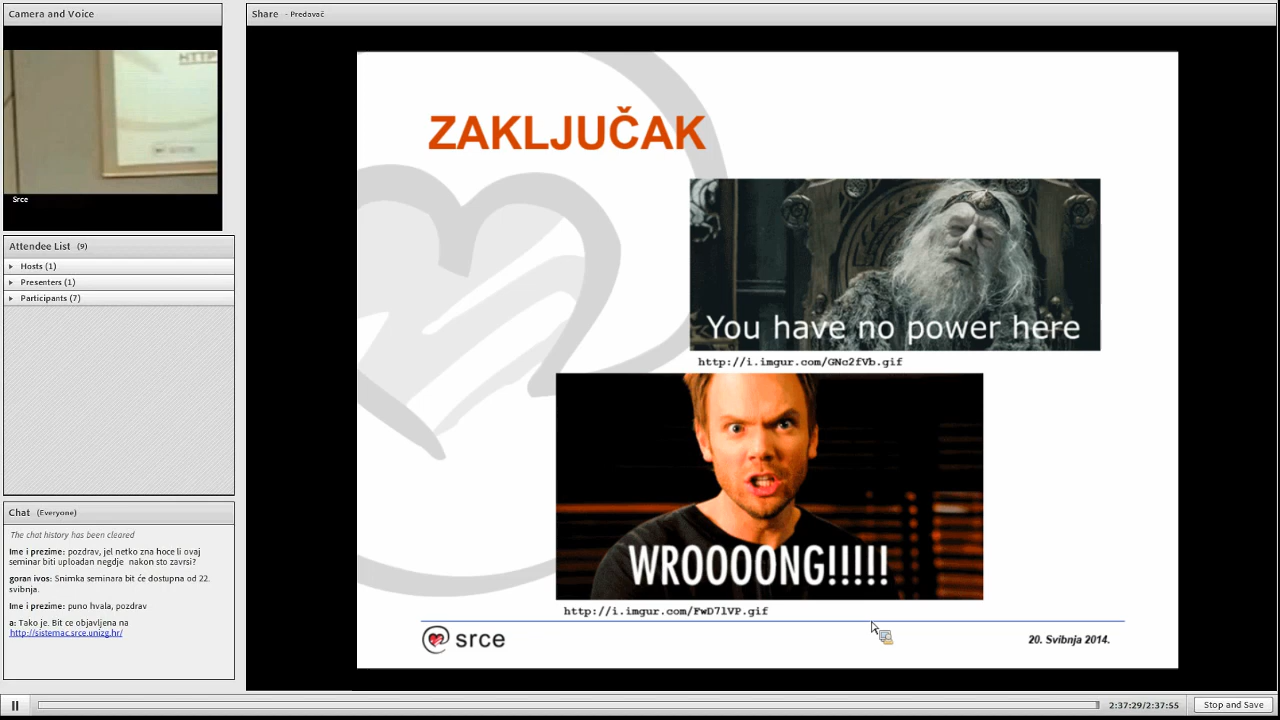 Camera and Voice
HTTP
Srce
Attendee List (9)
Hosts (1)
Presenters (1)
Participants (7)
Chat (Everyone)
The chat history has been cleared
Ime i prezime: pozdrav, jel netko zna hoce li ovaj
seminar biti uploadan negdje nakon sto zavrsi?
goran ivos: Snimka seminara bit će dostupna od 22.
svibnja.
Ime i prezime: puno hvala, pozdrav
a: Tako je. Bit ce objavljena na
http://sistemac.srce.unizg.hr/
Share - Predavač
ZAKLJUČAK
You have no power here
http://i.imgur.com/GNc2fVb.gif
WROOOONG!!!!!
http://i.imgur.com/FwD7lVP.gif
srce
20. Svibnja 2014.
2:37:29/2:37:55
Stop and Save